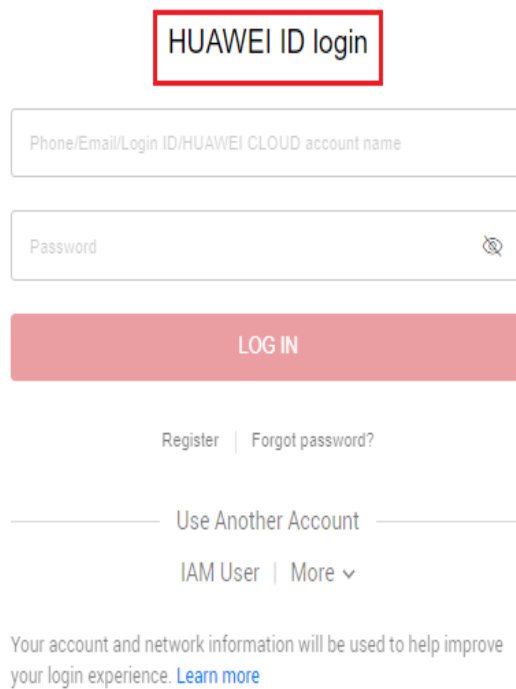 HUAWEI ID login
Phone/Email/Login ID/HUAWEI CLOUD account name
Password
LOG IN
Register | Forgot password?
Use Another Account
IAM User | More
Your account and network information will be used to help improve
your login experience. Learn more